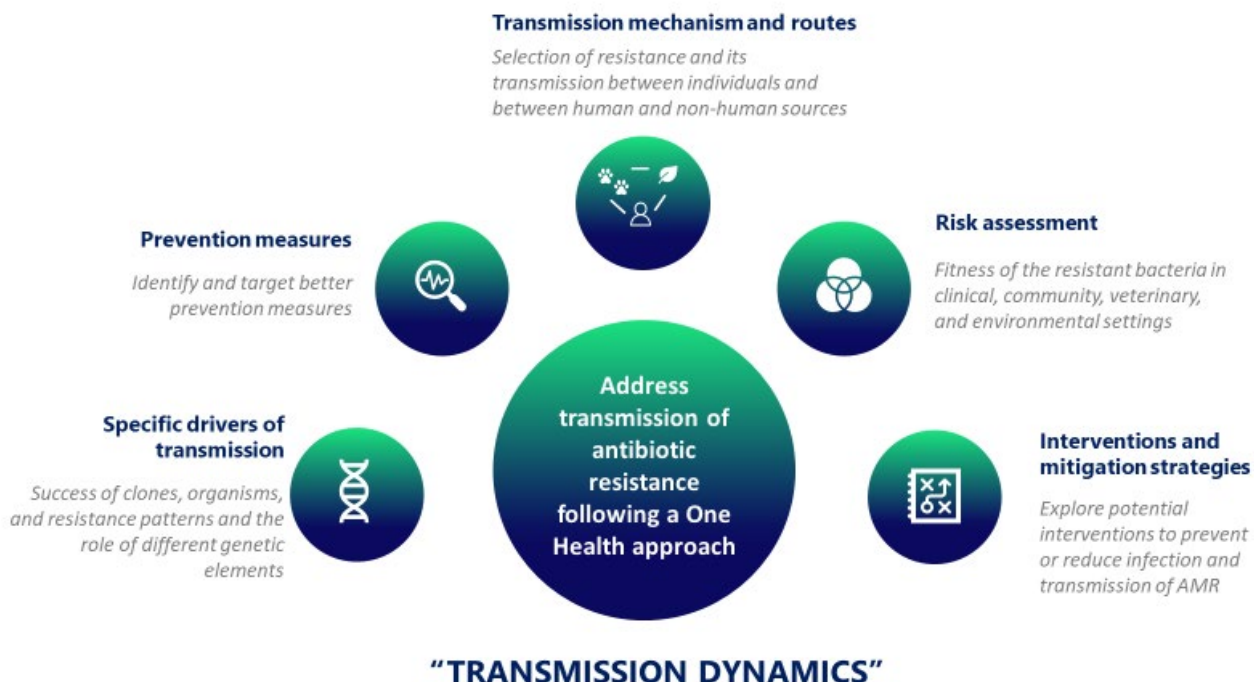 Transmission mechanism and routes
Selection of resistance and its
transmission between individuals and
between human and non-human sources
Prevention measures
Identify and target better
prevention measures
Risk assessment
Fitness of the resistant bacteria in
clinical, community, veterinary,
and environmental settings
Specific drivers of
transmission
Success of clones, organisms,
and resistance patterns and the
role of different genetic
elements
Address
transmission of
antibiotic
resistance
following a One
Health approach
Interventions and
mitigation strategies
Explore potential
interventions to prevent
or reduce infection and
transmission of AMR
“TRANSMISSION DYNAMICS”